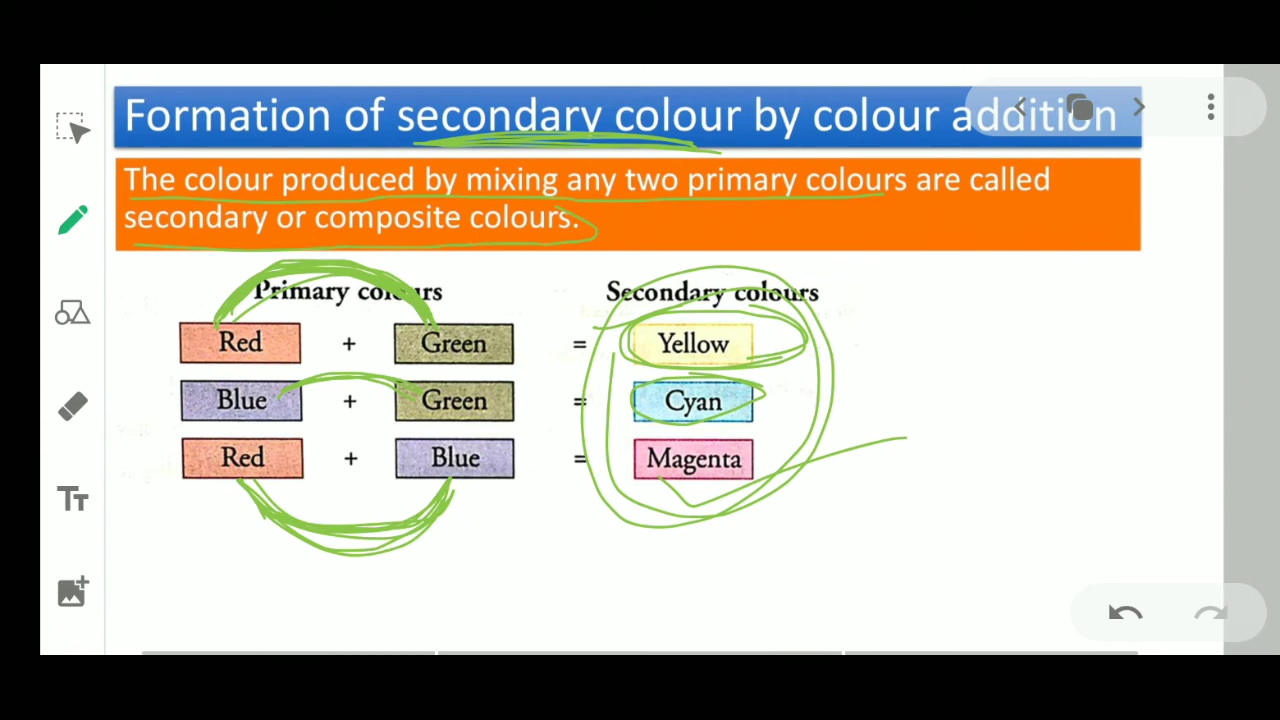 Formation of secondary colour by colour addition
The colour produced by mixing any two primary colours are called
secondary or composite colours.
Primary colours Secondary colours
Red + Green = Yellow
Blue + Green = Cyan
Red + Blue = Magenta
TT